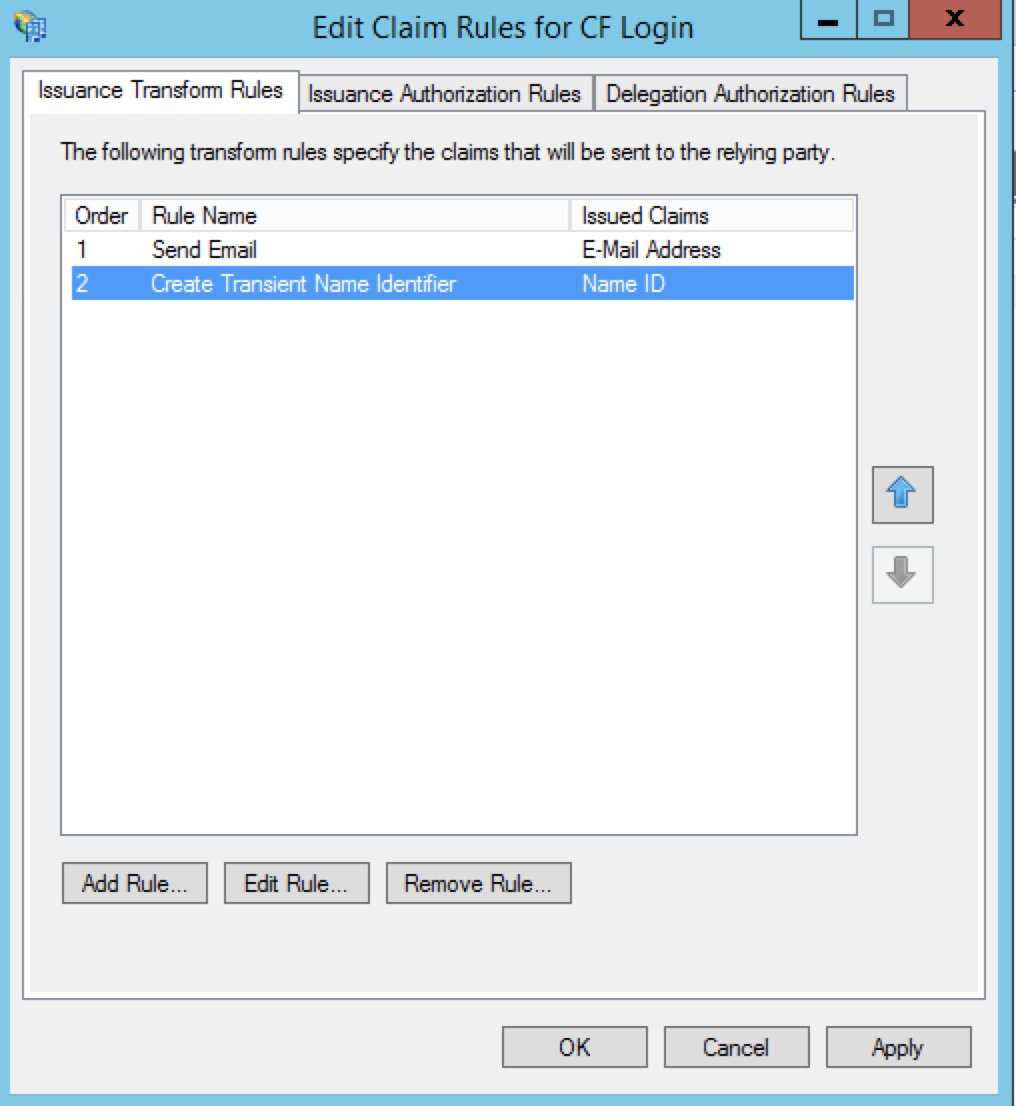 Edit Claim Rules for CF Login
Issuance Transform Rules Issuance Authorization Rules Delegation Authorization Rules
The following transform rules specify the claims that will be sent to the relying party.
Order Rule Name Issued Claims
1 Send Email E-Mail Address
2 Create Transient Name Identifier Name ID
Add Rule... Edit Rule... Remove Rule...
OK Cancel Apply